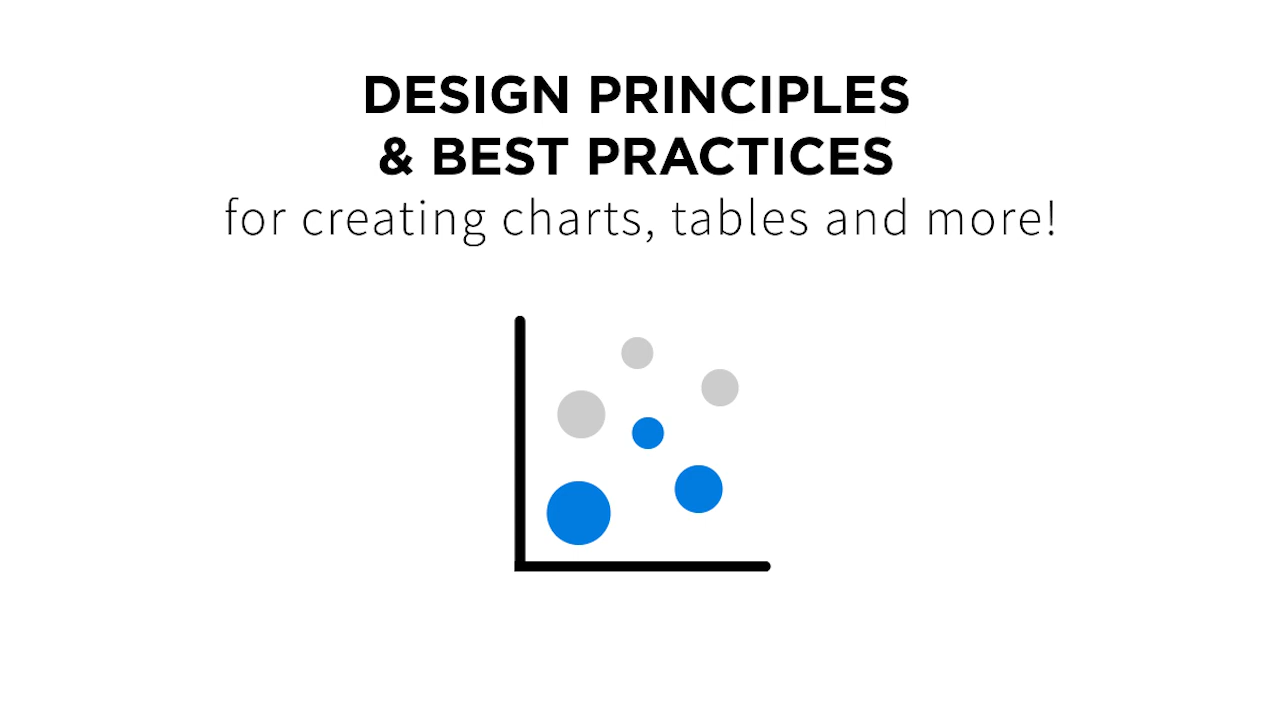 DESIGN PRINCIPLES
& BEST PRACTICES
for creating charts, tables and more!